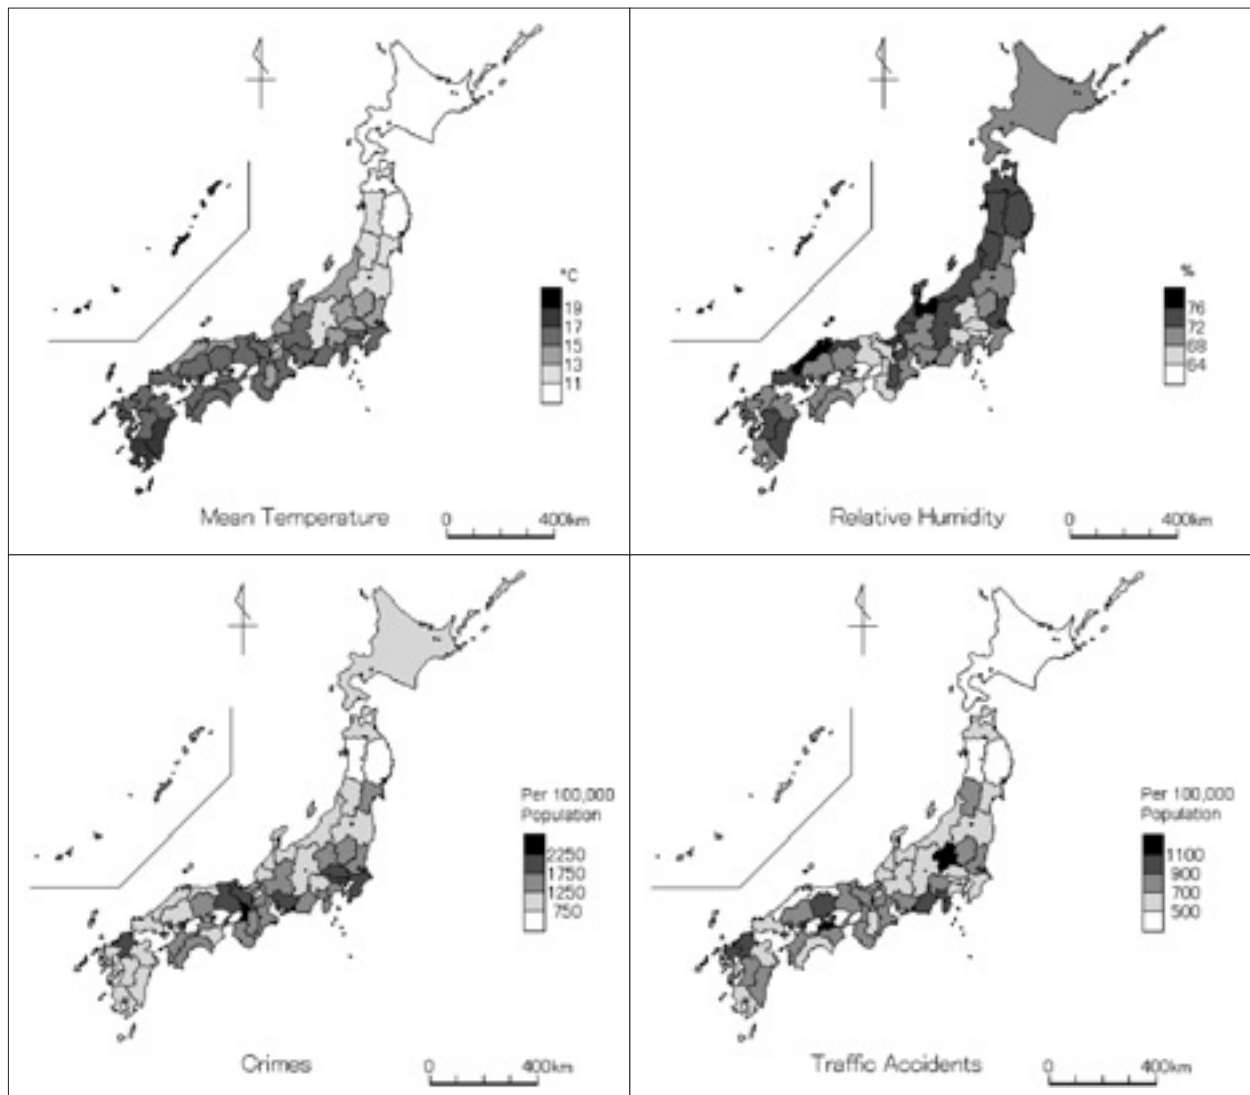 °C
19
17
15
13
11
Mean Temperature
0 400km
%
76
72
68
64
Relative Humidity
0 400km
Per 100,000
Population
2250
1750
1250
750
Crimes
0 400km
Per 100,000
Population
1100
900
700
500
Traffic Accidents
0 400km